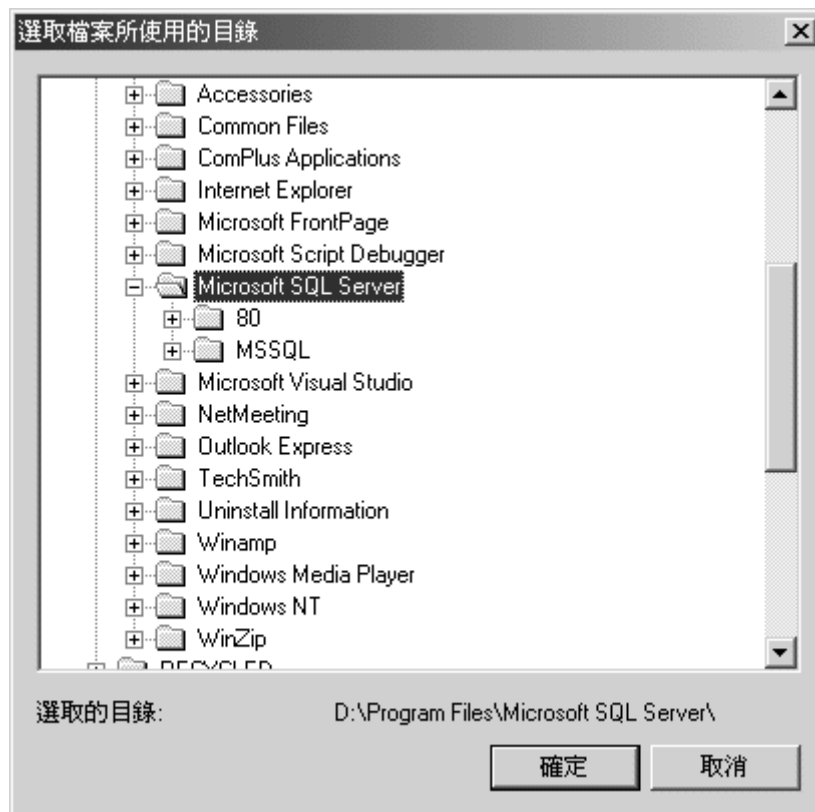 選取檔案所使用的目錄
Accessories
Common Files
ComPlus Applications
Internet Explorer
Microsoft FrontPage
Microsoft Script Debugger
Microsoft SQL Server
80
MSSQL
Microsoft Visual Studio
NetMeeting
Outlook Express
TechSmith
Uninstall Information
Winamp
Windows Media Player
Windows NT
WinZip
RECYCLED
選取的目錄: D:\Program Files\Microsoft SQL Server\
確定 取消